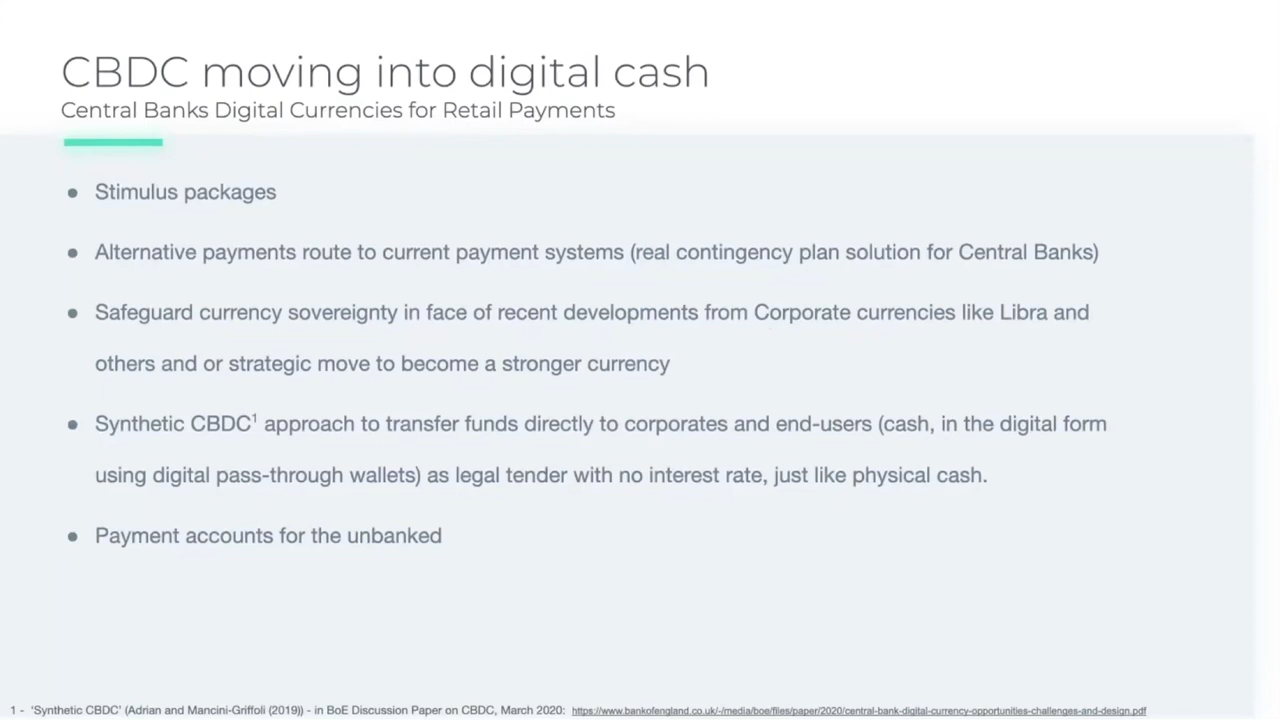 CBDC moving into digital cash
Central Banks Digital Currencies for Retail Payments
● Stimulus packages
● Alternative payments route to current payment systems (real contingency plan solution for Central Banks)
● Safeguard currency sovereignty in face of recent developments from Corporate currencies like Libra and
others and or strategic move to become a stronger currency
● Synthetic CBDC¹ approach to transfer funds directly to corporates and end-users (cash, in the digital form
using digital pass-through wallets) as legal tender with no interest rate, just like physical cash.
● Payment accounts for the unbanked
1 - 'Synthetic CBDC' (Adrian and Mancini-Griffoli (2019)) - in BoE Discussion Paper on CBDC, March 2020: https://www.bankofengland.co.uk/-/media/boe/files/paper/2020/central-bank-digital-currency-opportunities-challenges-and-design.pdf